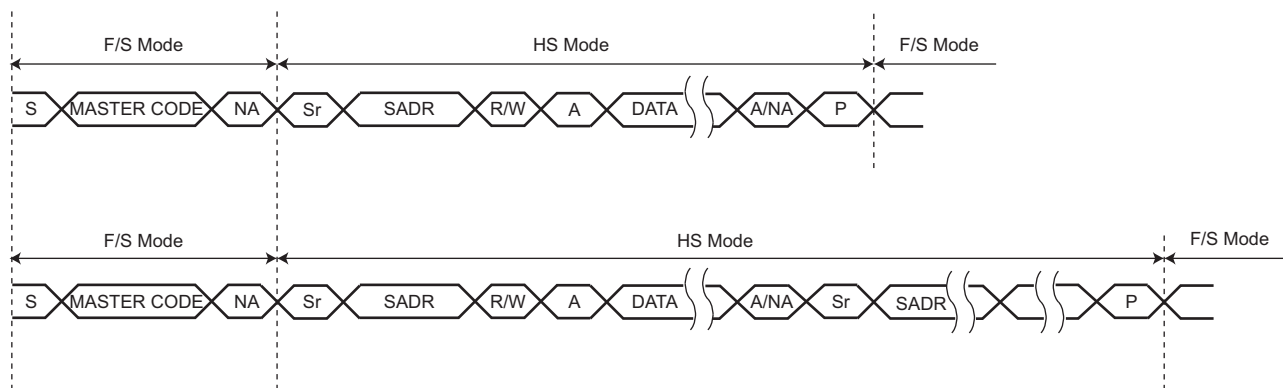 F/S Mode HS Mode F/S Mode
S MASTER CODE NA Sr SADR R/W A DATA A/NA P
F/S Mode HS Mode F/S Mode
S MASTER CODE NA Sr SADR R/W A DATA A/NA Sr SADR P